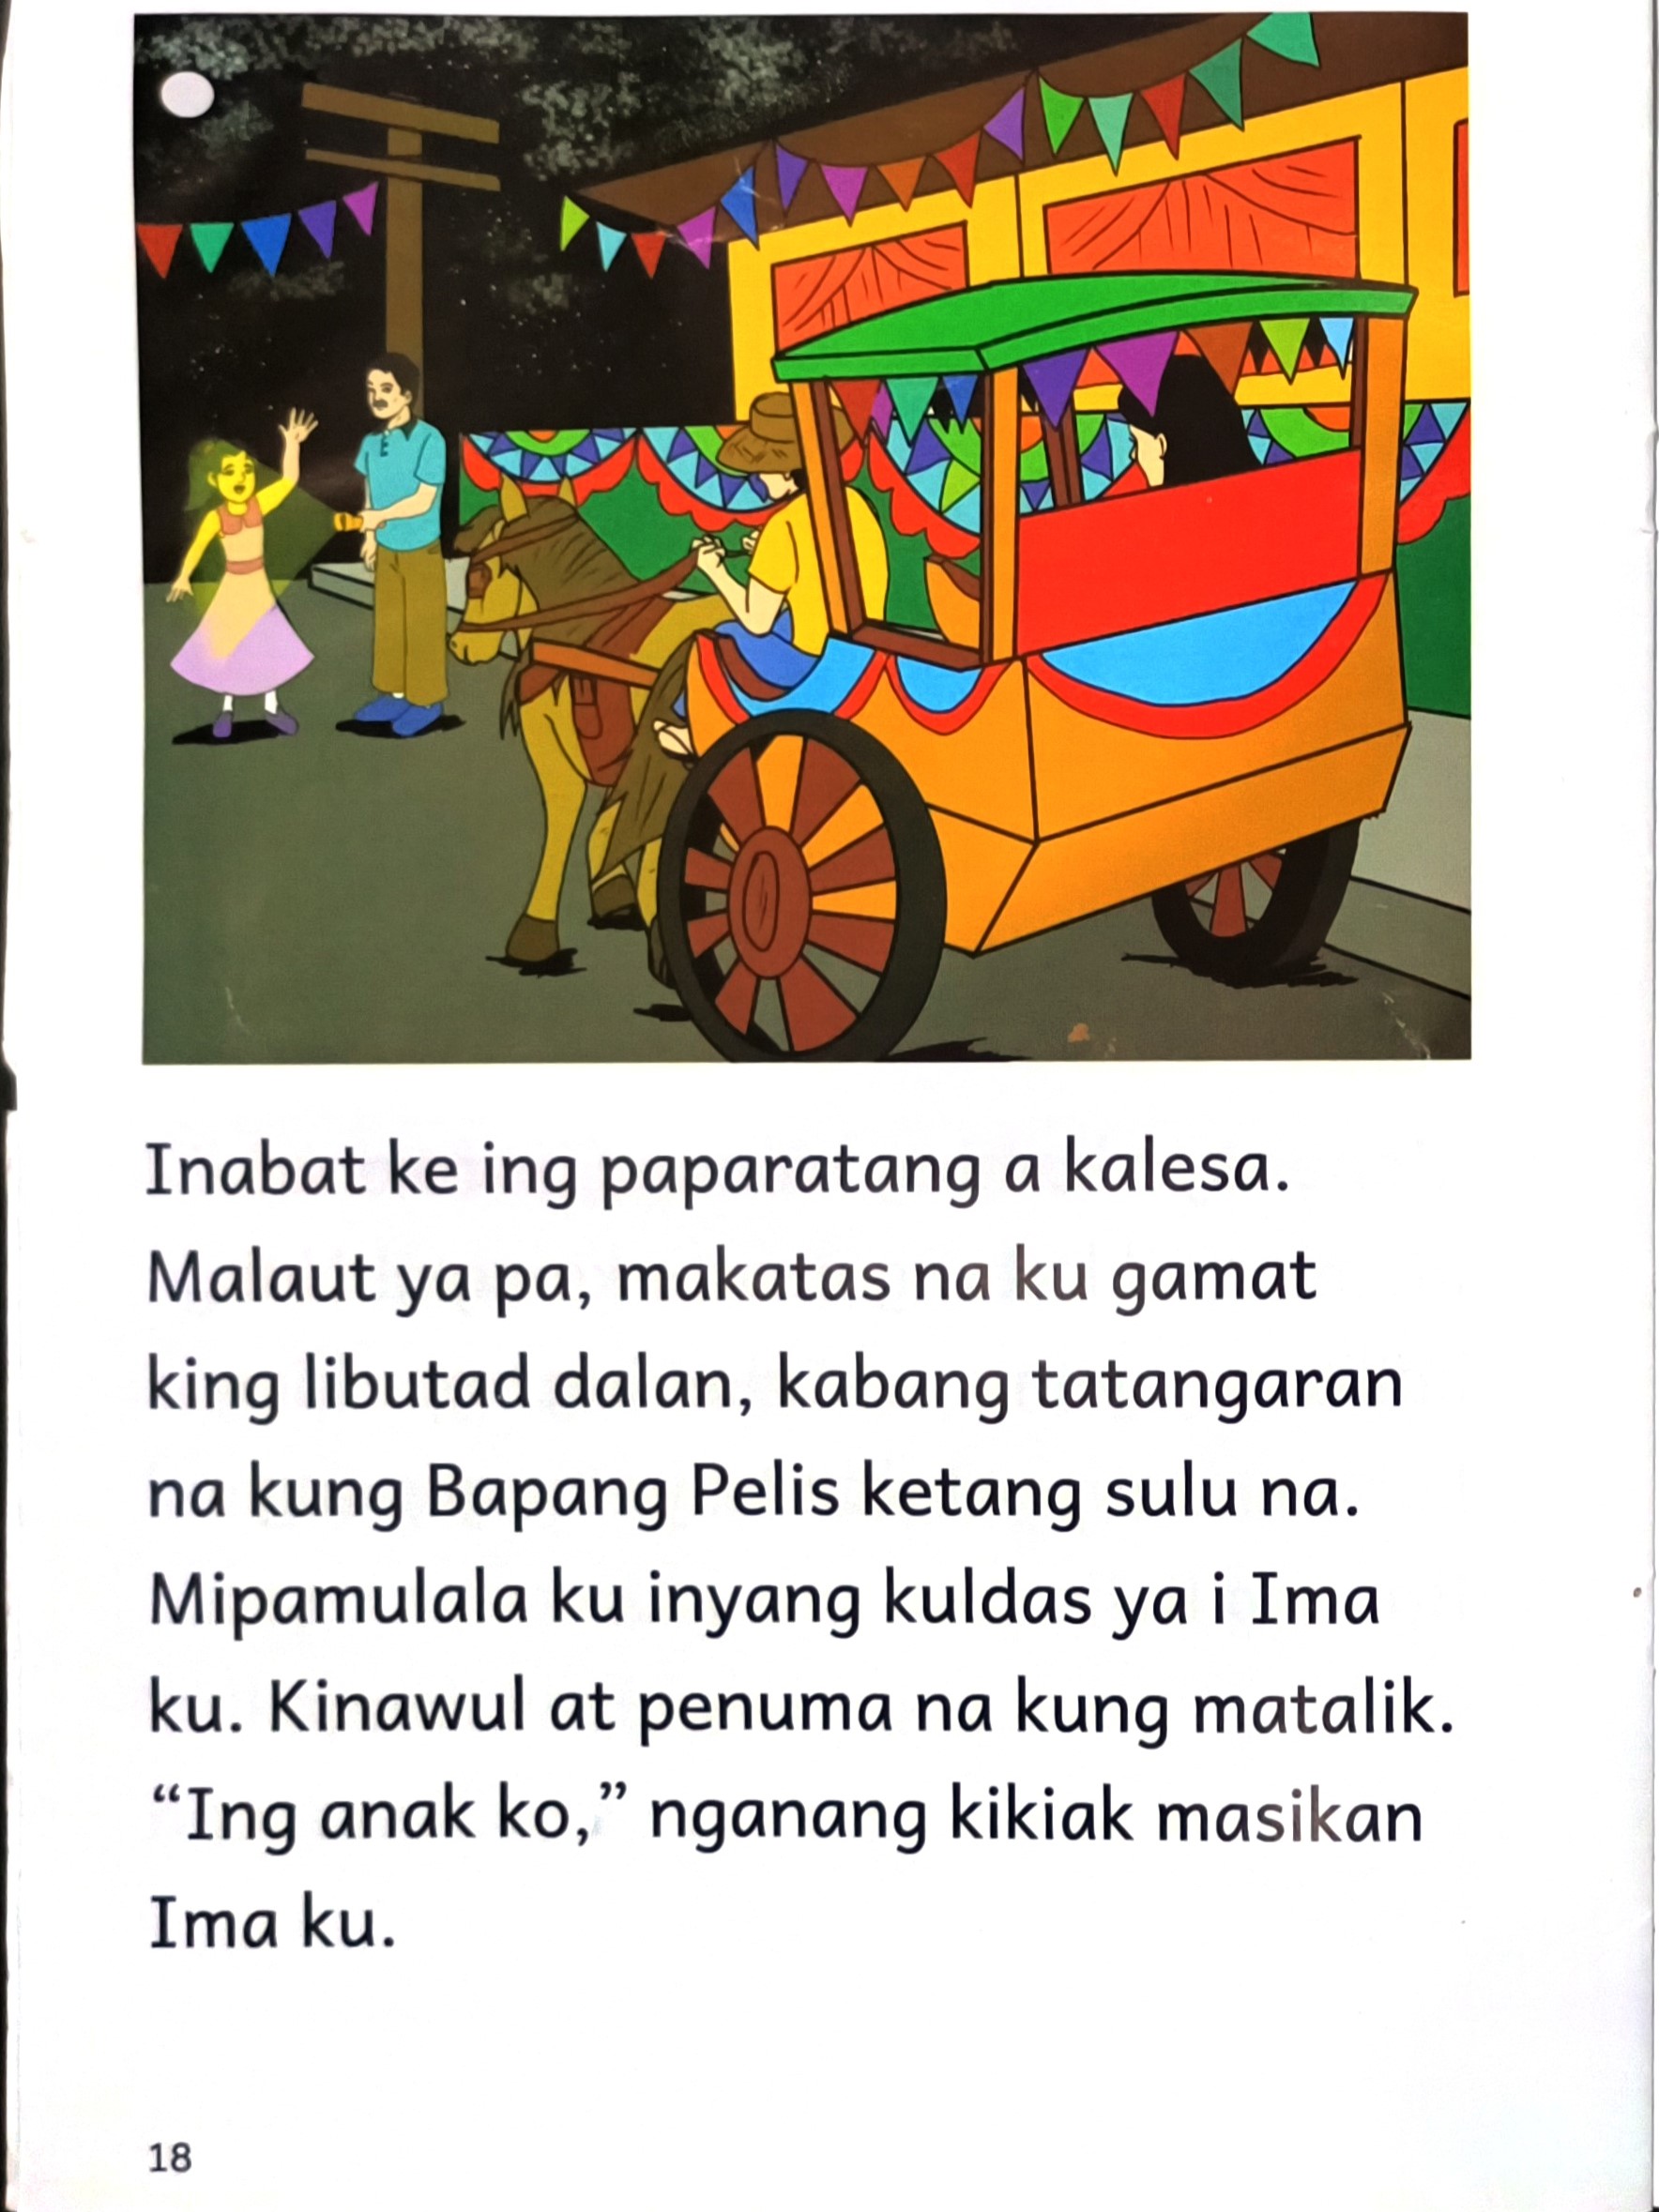 Inabat ke ing paparatang a kalesa.
Malaut ya pa, makatas na ku gamat
king libutad dalan, kabang tatangaran
na kung Bapang Pelis ketang sulu na.
Mipamulala ku inyang kuldas ya i Ima
ku. Kinawul at penuma na kung matalik.
“Ing anak ko,” nganang kikiak masikan
Ima ku.
18